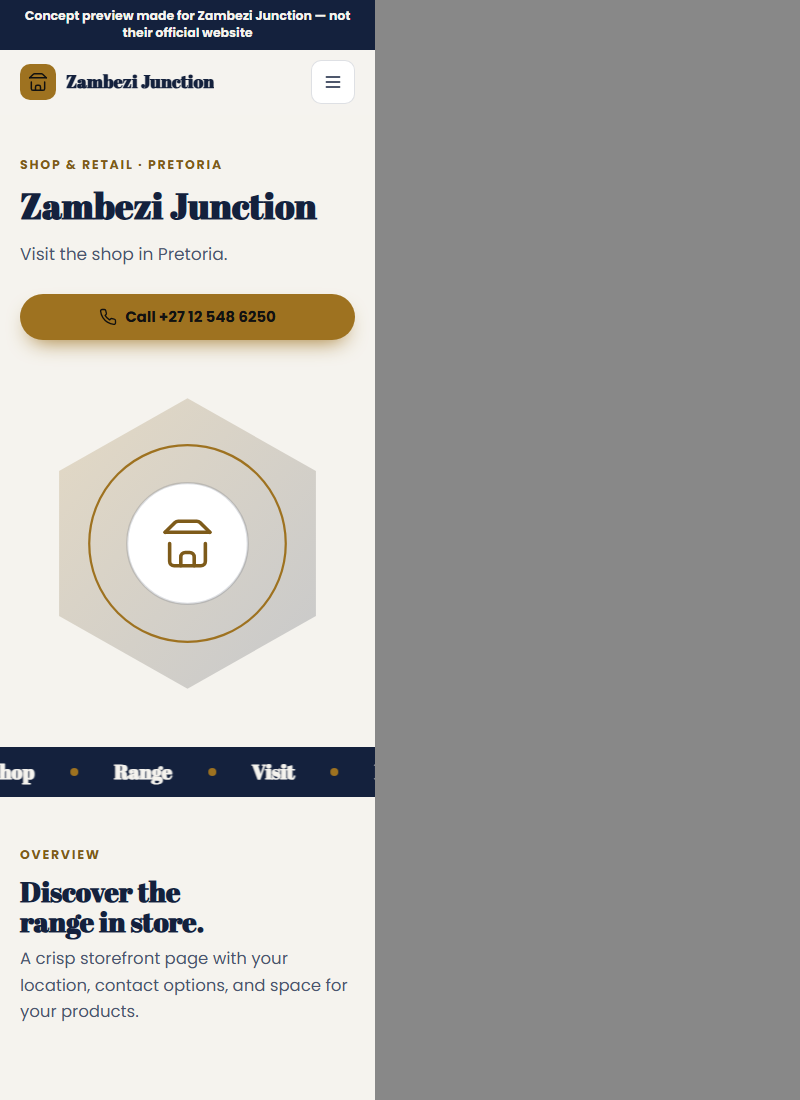 Concept preview made for Zambezi Junction — not
their official website
Zambezi Junction
SHOP & RETAIL · PRETORIA
Zambezi Junction
Visit the shop in Pretoria.
Call +27 12 548 6250
hop • Range • Visit •
OVERVIEW
Discover the
range in store.
A crisp storefront page with your
location, contact options, and space for
your products.